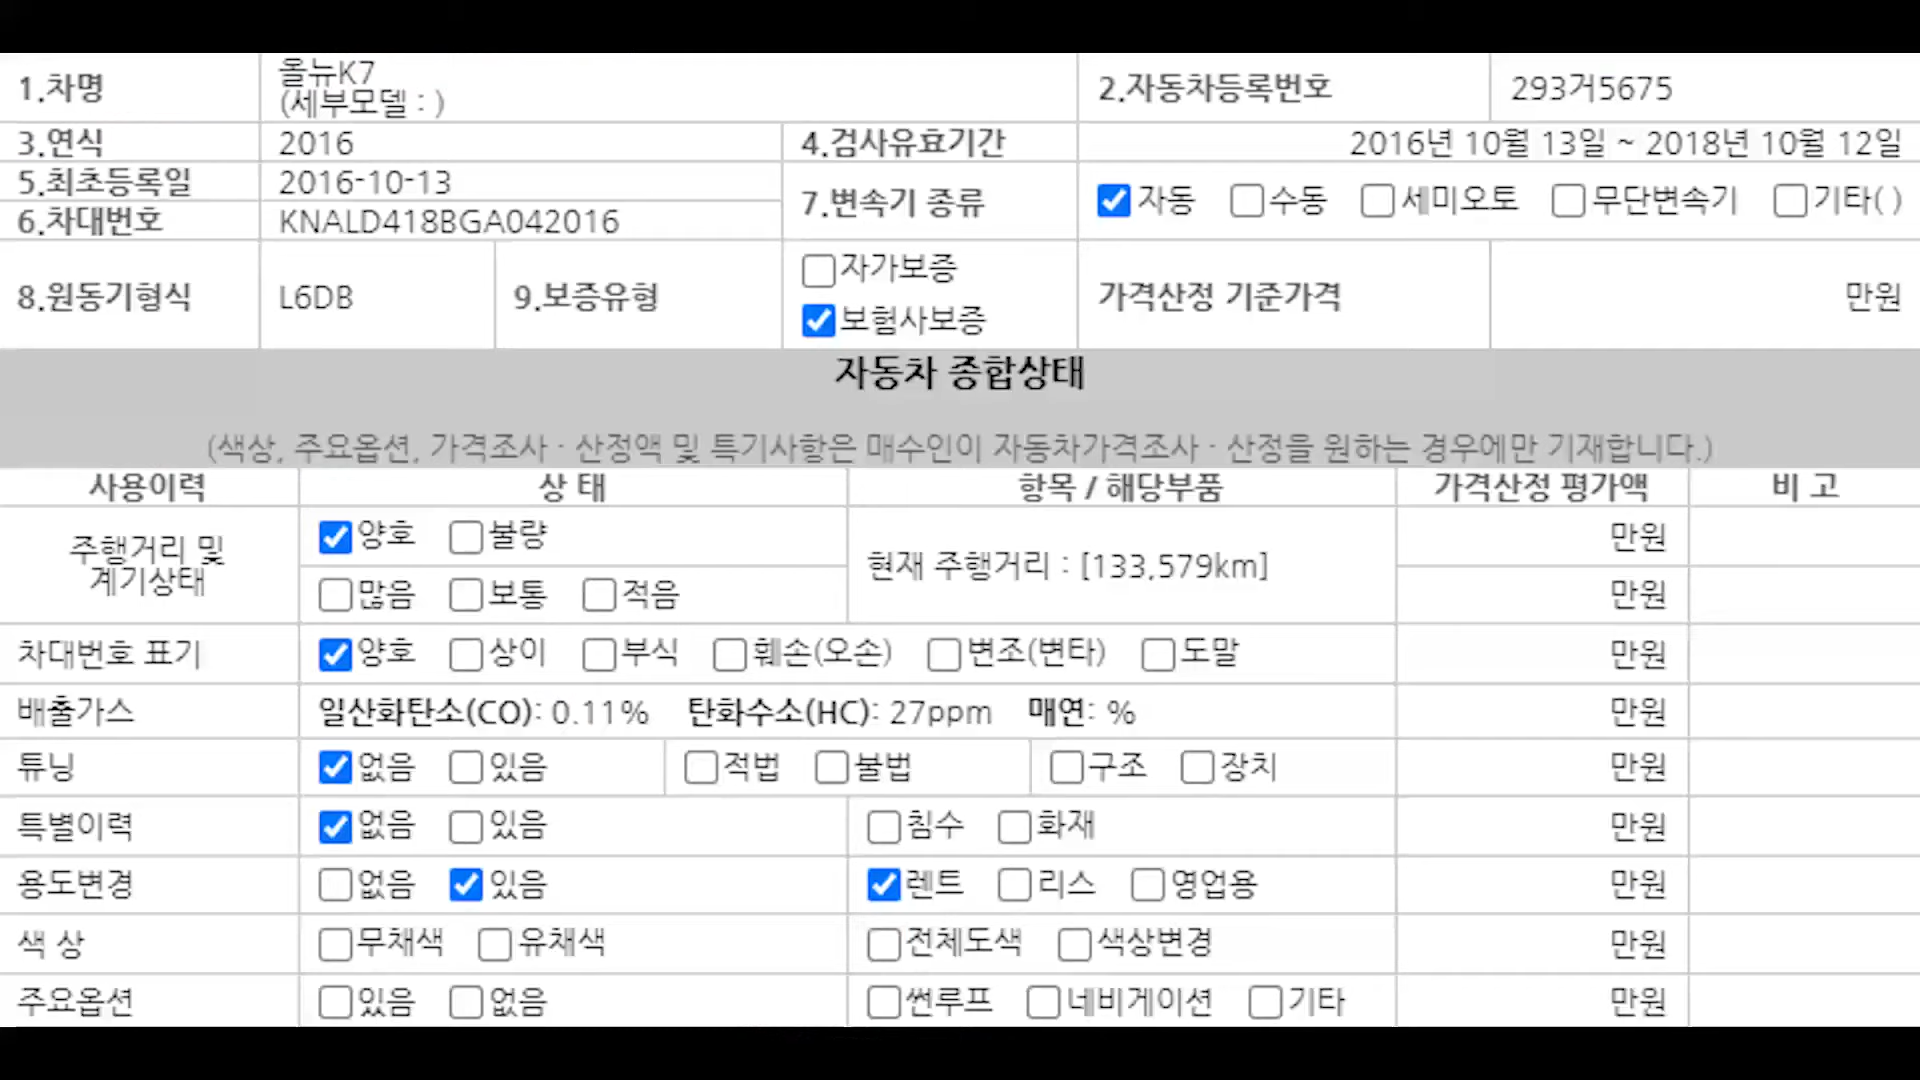 1.차명 올뉴K7 2.자동차등록번호 293거5675
(세부모델 : )
3.연식 2016 4.검사유효기간 2016년 10월 13일 ~ 2018년 10월 12일
5.최초등록일 2016-10-13 7.변속기 종류 자동 수동 세미오토 무단변속기 기타( )
6.차대번호 KNALD418BGA042016
8.원동기형식 L6DB 9.보증유형 자가보증 가격산정 기준가격 만원
보험사보증
자동차 종합상태
(색상, 주요옵션, 가격조사 · 산정액 및 특기사항은 매수인이 자동차가격조사 · 산정을 원하는 경우에만 기재합니다.)
사용이력 상 태 항목 / 해당부품 가격산정 평가액 비 고
주행거리 및 양호 불량 현재 주행거리 : [133,579km] 만원
계기상태 많음 보통 적음 만원
차대번호 표기 양호 상이 부식 훼손(오손) 변조(변타) 도말 만원
배출가스 일산화탄소(CO): 0.11% 탄화수소(HC): 27ppm 매연: % 만원
튜닝 없음 있음 적법 불법 구조 장치 만원
특별이력 없음 있음 침수 화재 만원
용도변경 없음 있음 렌트 리스 영업용 만원
색 상 무채색 유채색 전체도색 색상변경 만원
주요옵션 있음 없음 썬루프 네비게이션 기타 만원